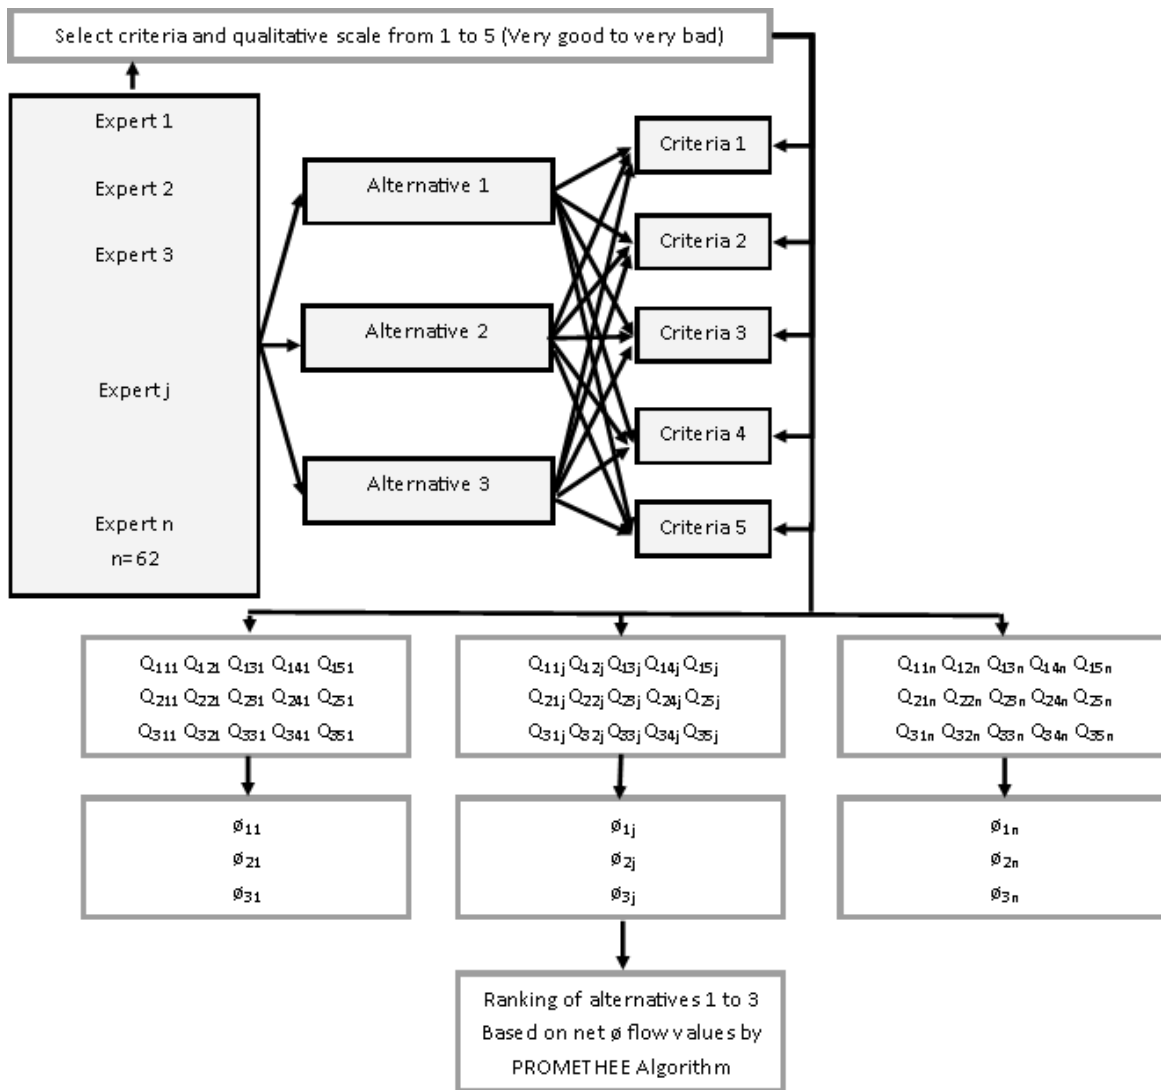 Select criteria and qualitative scale from 1 to 5 (Very good to very bad)
Expert 1
Expert 2
Expert 3
Expert j
Expert n
n=62
Alternative 1
Alternative 2
Alternative 3
Criteria 1
Criteria 2
Criteria 3
Criteria 4
Criteria 5
Q₁₁₁ Q₁₂₁ Q₁₃₁ Q₁₄₁ Q₁₅₁
Q₂₁₁ Q₂₂₁ Q₂₃₁ Q₂₄₁ Q₂₅₁
Q₃₁₁ Q₃₂₁ Q₃₃₁ Q₃₄₁ Q₃₅₁
Q₁₁ⱼ Q₁₂ⱼ Q₁₃ⱼ Q₁₄ⱼ Q₁₅ⱼ
Q₂₁ⱼ Q₂₂ⱼ Q₂₃ⱼ Q₂₄ⱼ Q₂₅ⱼ
Q₃₁ⱼ Q₃₂ⱼ Q₃₃ⱼ Q₃₄ⱼ Q₃₅ⱼ
Q₁₁ₙ Q₁₂ₙ Q₁₃ₙ Q₁₄ₙ Q₁₅ₙ
Q₂₁ₙ Q₂₂ₙ Q₂₃ₙ Q₂₄ₙ Q₂₅ₙ
Q₃₁ₙ Q₃₂ₙ Q₃₃ₙ Q₃₄ₙ Q₃₅ₙ
ø₁₁
ø₂₁
ø₃₁
ø₁ⱼ
ø₂ⱼ
ø₃ⱼ
ø₁ₙ
ø₂ₙ
ø₃ₙ
Ranking of alternatives 1 to 3
Based on net ø flow values by
PROMETHEE Algorithm